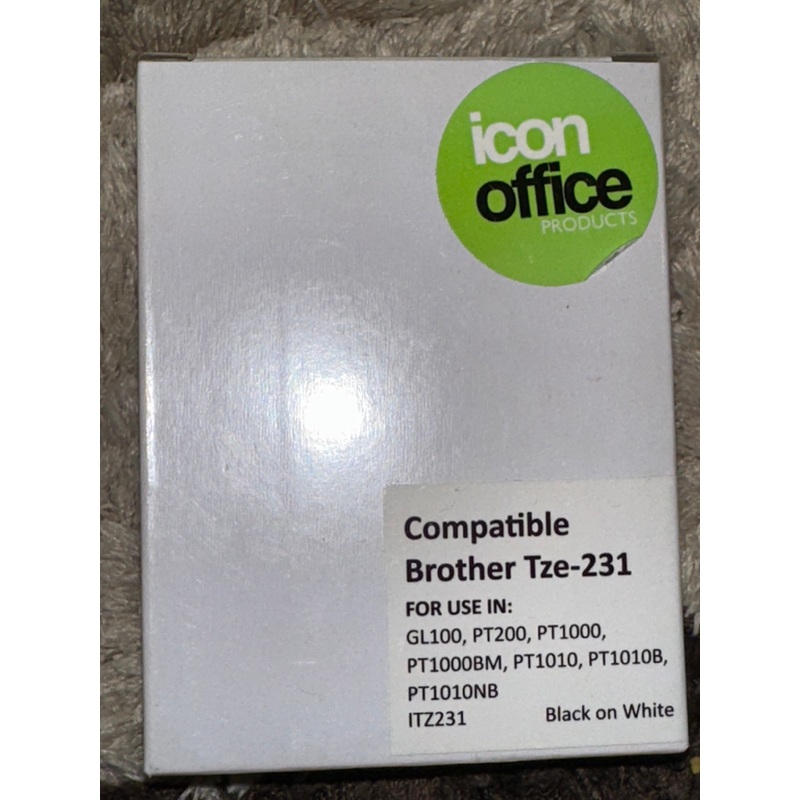 icon
office
PRODUCTS
Compatible
Brother Tze-231
FOR USE IN:
GL100, PT200, PT1000,
PT1000BM, PT1010, PT1010B,
PT1010NB
ITZ231 Black on White